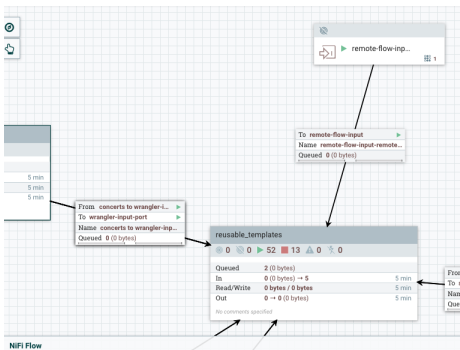 remote-flow-inp...
1
To remote-flow-input
Name remote-flow-input-remote...
Queued 0 (0 bytes)
5 min
5 min
5 min
From concerts to wrangler-i...
To wrangler-input-port
Name concerts to wrangler-inp...
Queued 0 (0 bytes)
reusable_templates
0 0 52 13 0 0
Queued 2 (0 bytes)
In 0 (0 bytes) → 5 5 min
Read/Write 0 bytes / 0 bytes 5 min
Out 0 → 0 (0 bytes) 5 min
No comments specified
From
To
Nam
Que
NiFi Flow